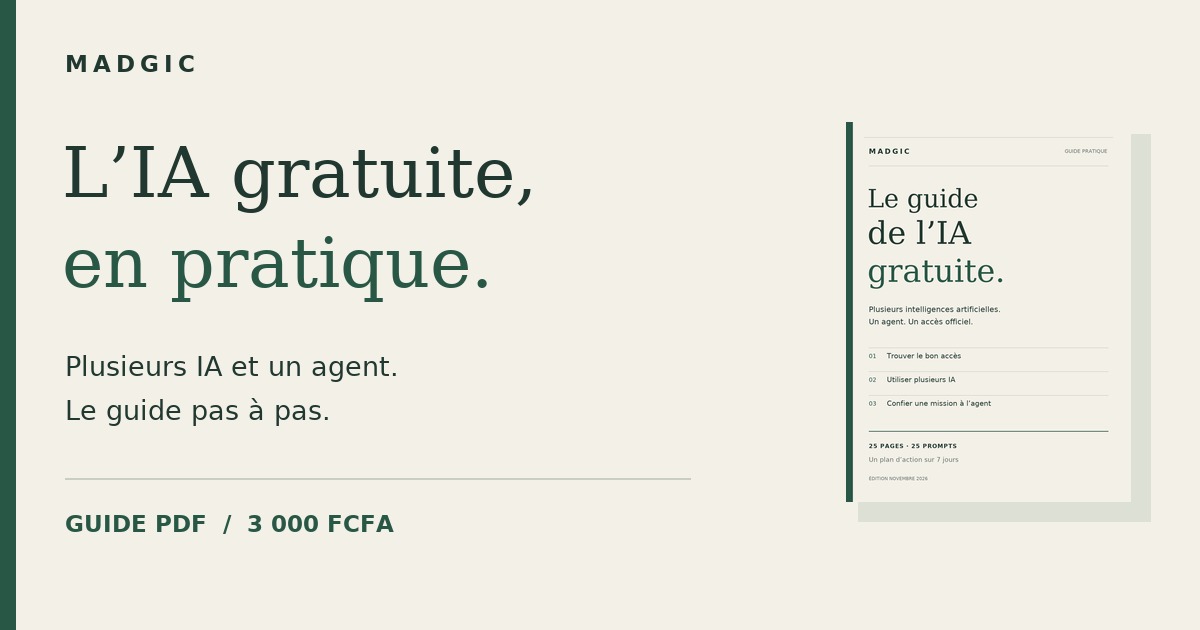 MADGIC
L’IA gratuite,
en pratique.
Plusieurs IA et un agent.
Le guide pas à pas.
GUIDE PDF / 3 000 FCFA
MADGIC
GUIDE PRATIQUE
Le guide
de l’IA
gratuite.
Plusieurs intelligences artificielles.
Un agent. Un accès officiel.
01 Trouver le bon accès
02 Utiliser plusieurs IA
03 Confier une mission à l’agent
25 PAGES · 25 PROMPTS
Un plan d’action sur 7 jours
ÉDITION NOVEMBRE 2026